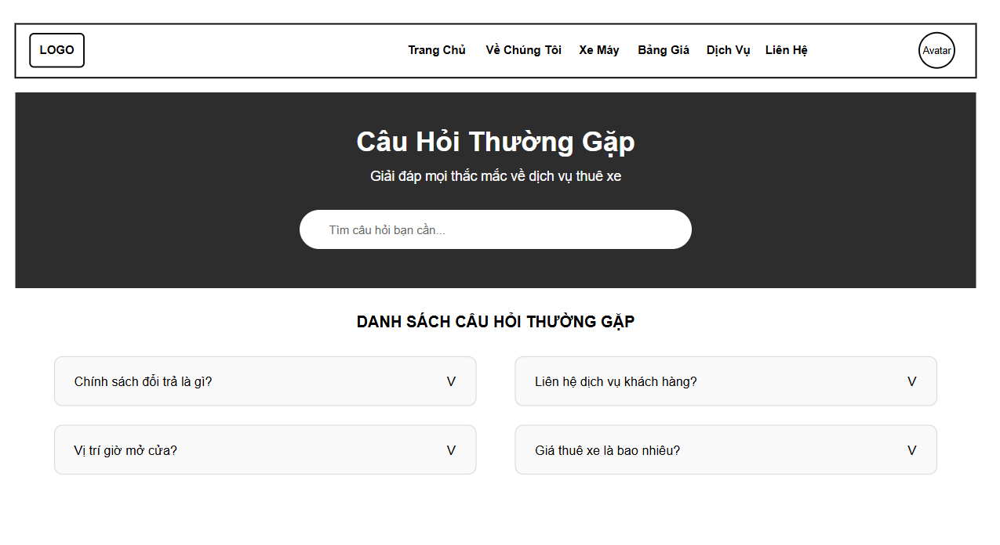 LOGO Trang Chủ Về Chúng Tôi Xe Máy Bảng Giá Dịch Vụ Liên Hệ Avatar
Câu Hỏi Thường Gặp
Giải đáp mọi thắc mắc về dịch vụ thuê xe
Tìm câu hỏi bạn cần...
DANH SÁCH CÂU HỎI THƯỜNG GẶP
Chính sách đổi trả là gì? V Liên hệ dịch vụ khách hàng? V
Vị trí giờ mở cửa? V Giá thuê xe là bao nhiêu? V